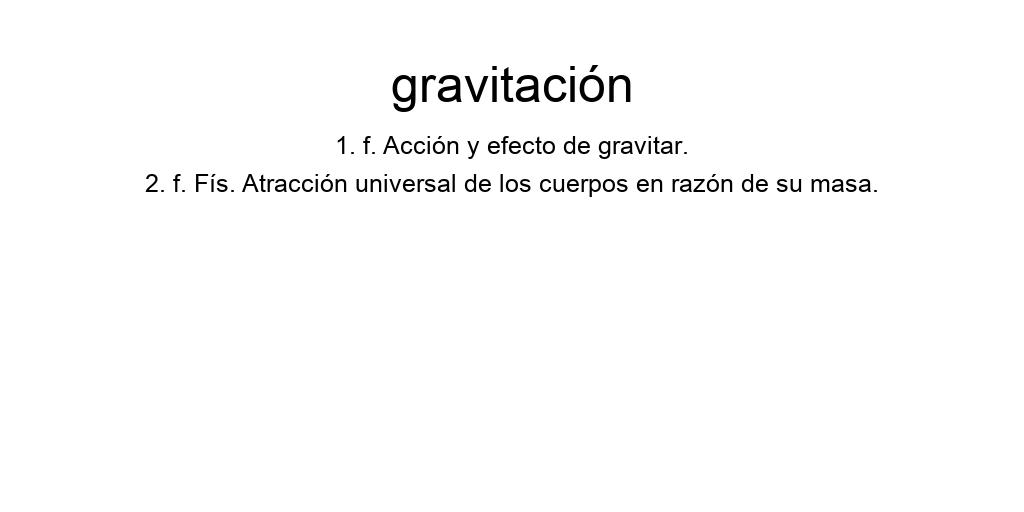 gravitación
1. f. Acción y efecto de gravitar.
2. f. Fís. Atracción universal de los cuerpos en razón de su masa.